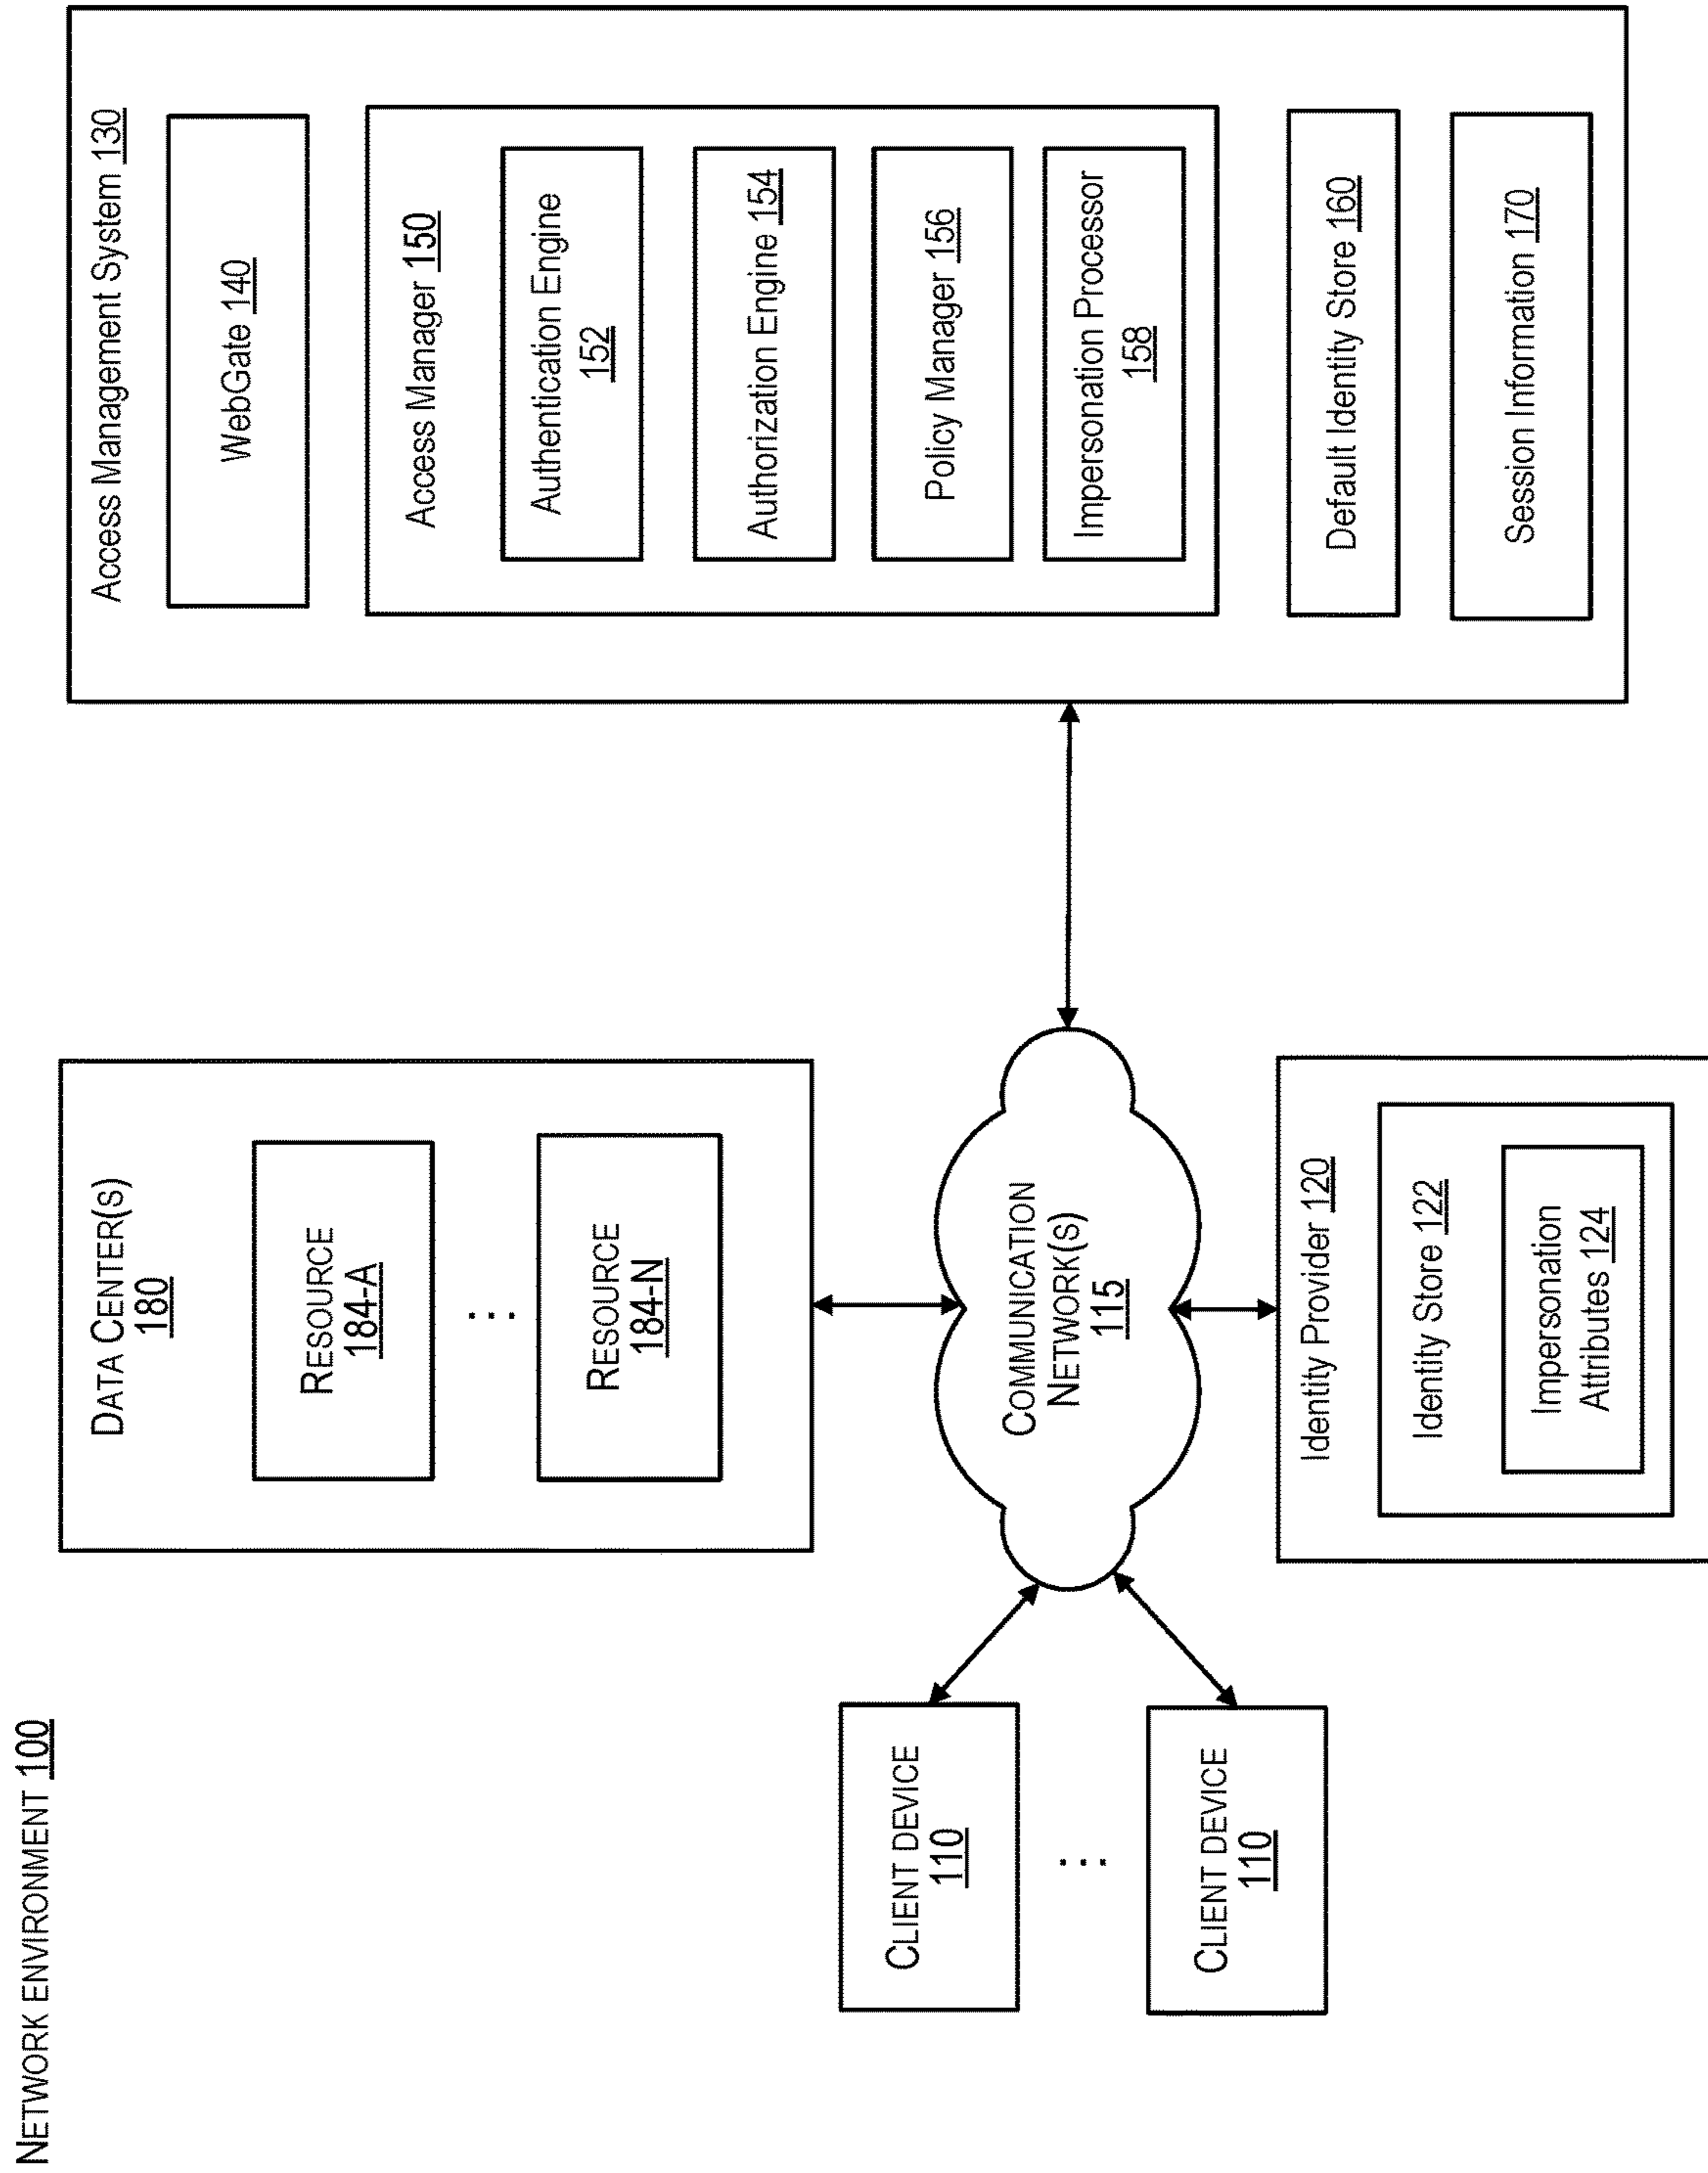 NETWORK ENVIRONMENT 100
CLIENT DEVICE
110
...
CLIENT DEVICE
110
DATA CENTER(S)
180
RESOURCE
184-A
...
RESOURCE
184-N
COMMUNICATION
NETWORK(S)
115
Identity Provider 120
Identity Store 122
Impersonation
Attributes 124
Access Management System 130
WebGate 140
Access Manager 150
Authentication Engine
152
Authorization Engine 154
Policy Manager 156
Impersonation Processor
158
Default Identity Store 160
Session Information 170